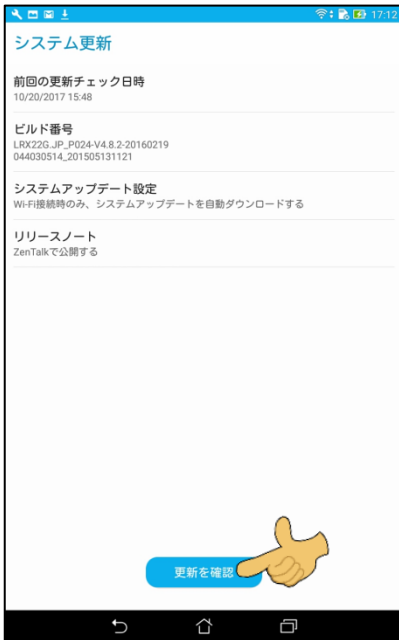 17:12
システム更新
前回の更新チェック日時
10/20/2017 15:48
ビルド番号
LRX22G.JP_P024-V4.8.2-20160219
044030514_201505131121
システムアップデート設定
Wi-Fi接続時のみ、システムアップデートを自動ダウンロードする
リリースノート
ZenTalkで公開する
更新を確認